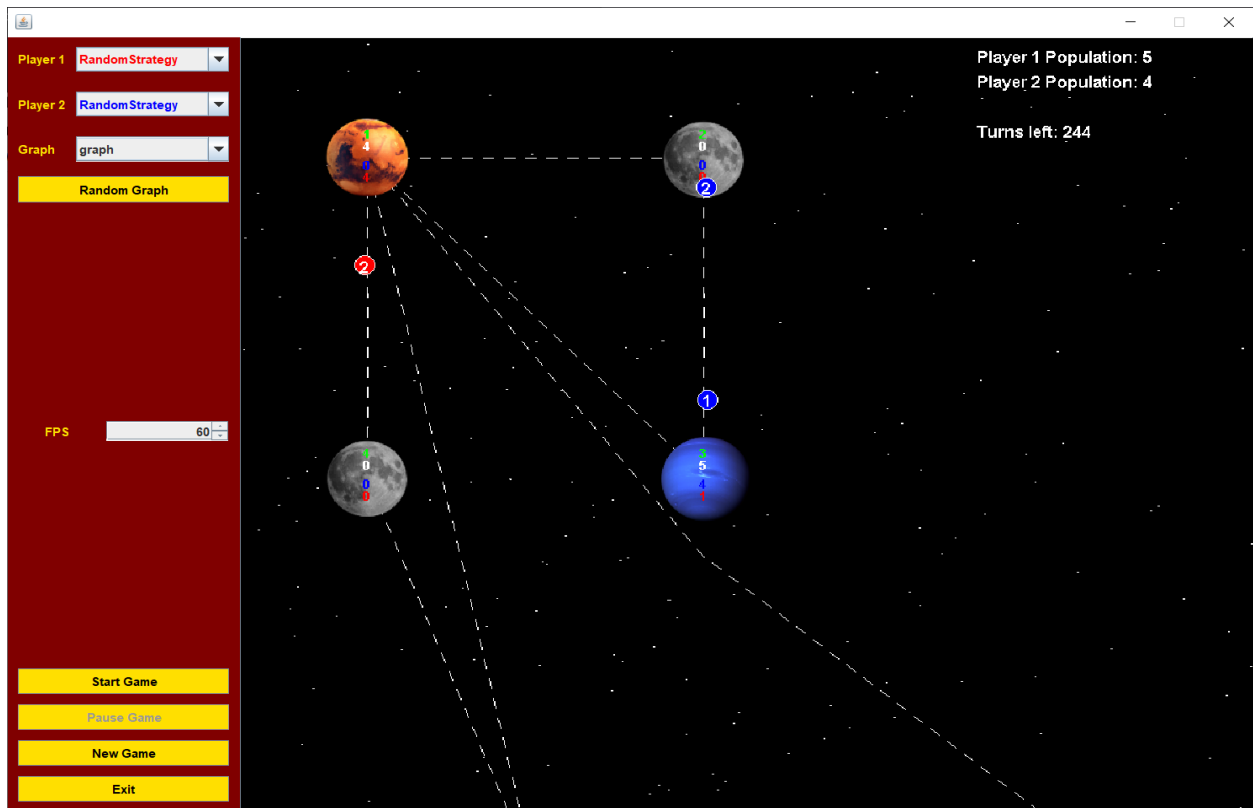 Player 1
RandomStrategy
Player 2
RandomStrategy
Graph
graph
Random Graph
FPS
60
Start Game
Pause Game
New Game
Exit
Player 1 Population: 5
Player 2 Population: 4
Turns left: 244
4
0
4
2
0
0
2
2
1
0
0
0
3
5
4
1